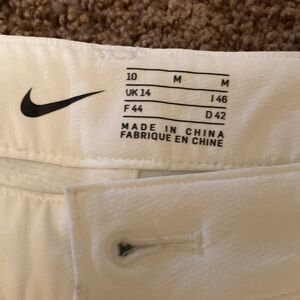 10 M M
UK 14 I 46
F 44 D 42
MADE IN CHINA
FABRIQUE EN CHINE